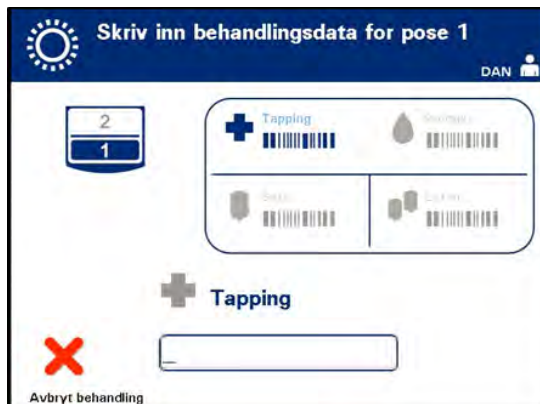 Skriv inn behandlingsdata for pose 1
DAN
2
1
Tapping
Tapping
Avbryt behandling